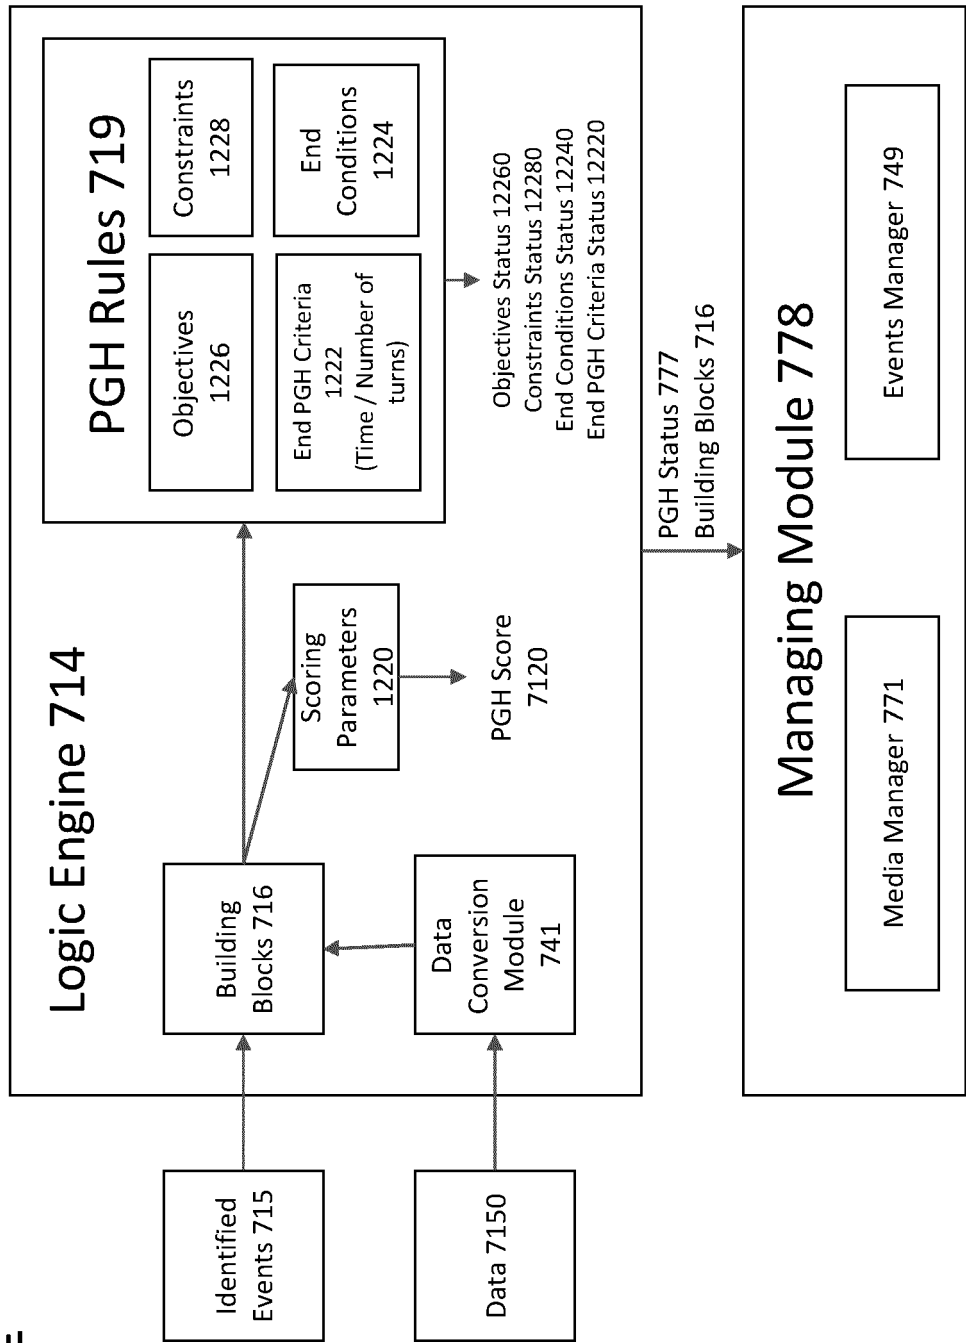 Logic Engine 714
PGH Rules 719
Objectives
1226
Constraints
1228
End PGH Criteria
1222
(Time / Number of
turns)
End
Conditions
1224
Identified
Events 715
Building
Blocks 716
Scoring
Parameters
1220
Data 7150
Data
Conversion
Module
741
PGH Score
7120
Objectives Status 12260
Constraints Status 12280
End Conditions Status 12240
End PGH Criteria Status 12220
PGH Status 777
Building Blocks 716
Managing Module 778
Media Manager 771
Events Manager 749